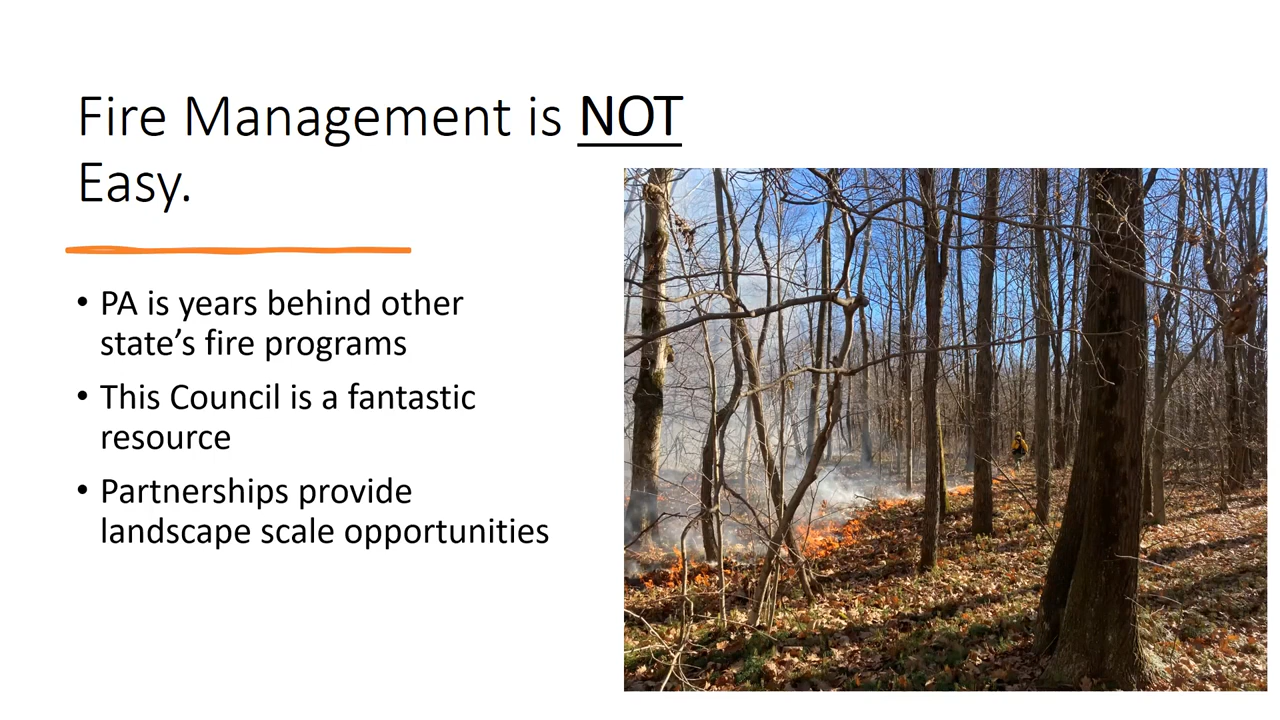 Fire Management is NOT
Easy.
• PA is years behind other
state’s fire programs
• This Council is a fantastic
resource
• Partnerships provide
landscape scale opportunities